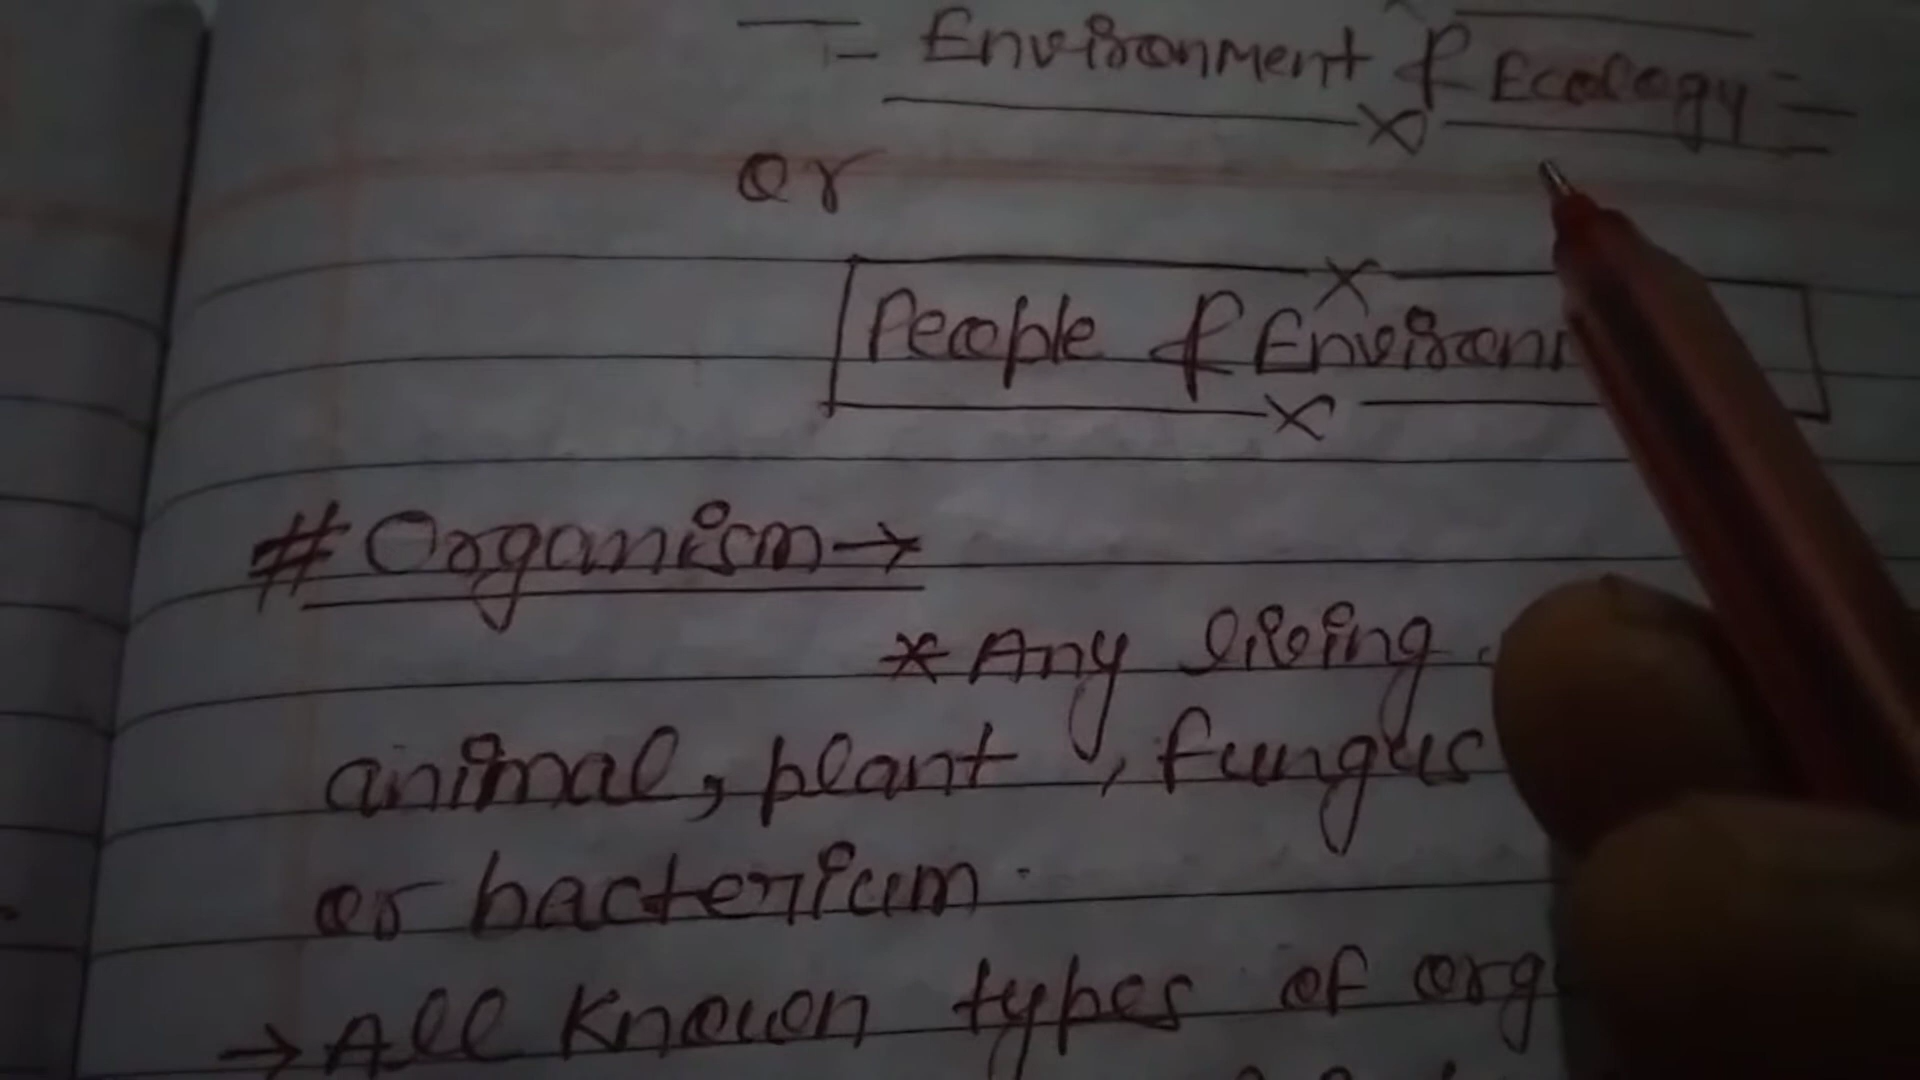 = Environment & Ecology =
or
People & Environ
# Organism →
* Any living
animal, plant, fungus
or bacterium.
→ All known types of org